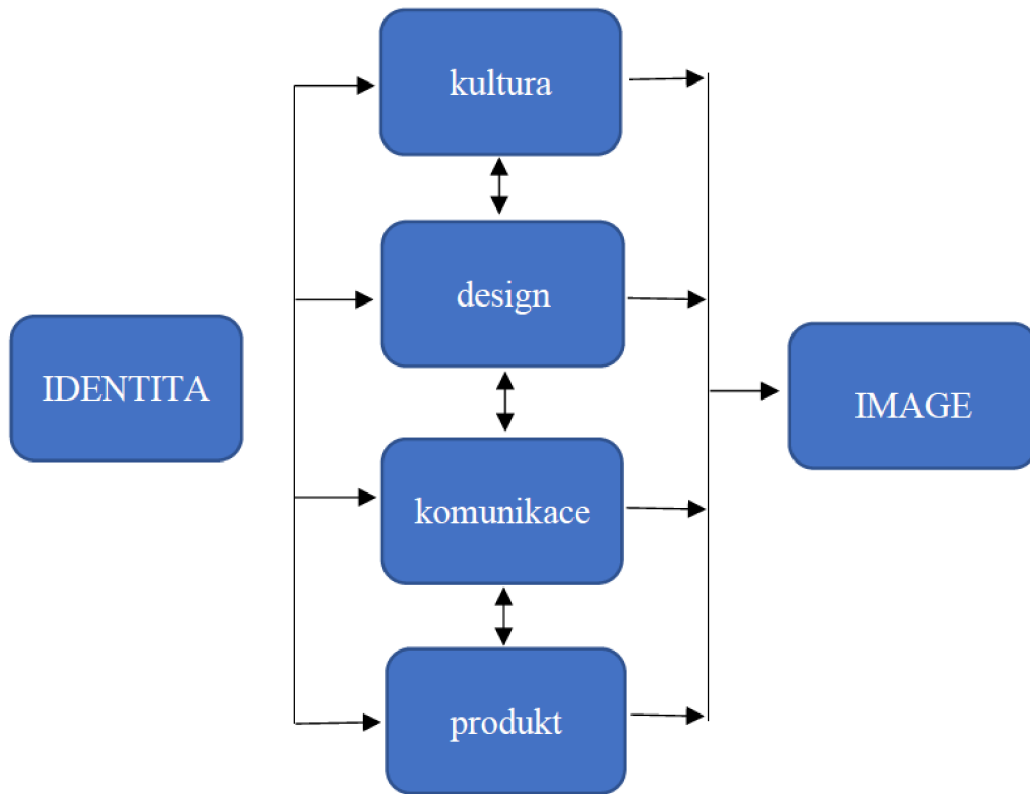 kultura
design
IDENTITA
IMAGE
komunikace
produkt